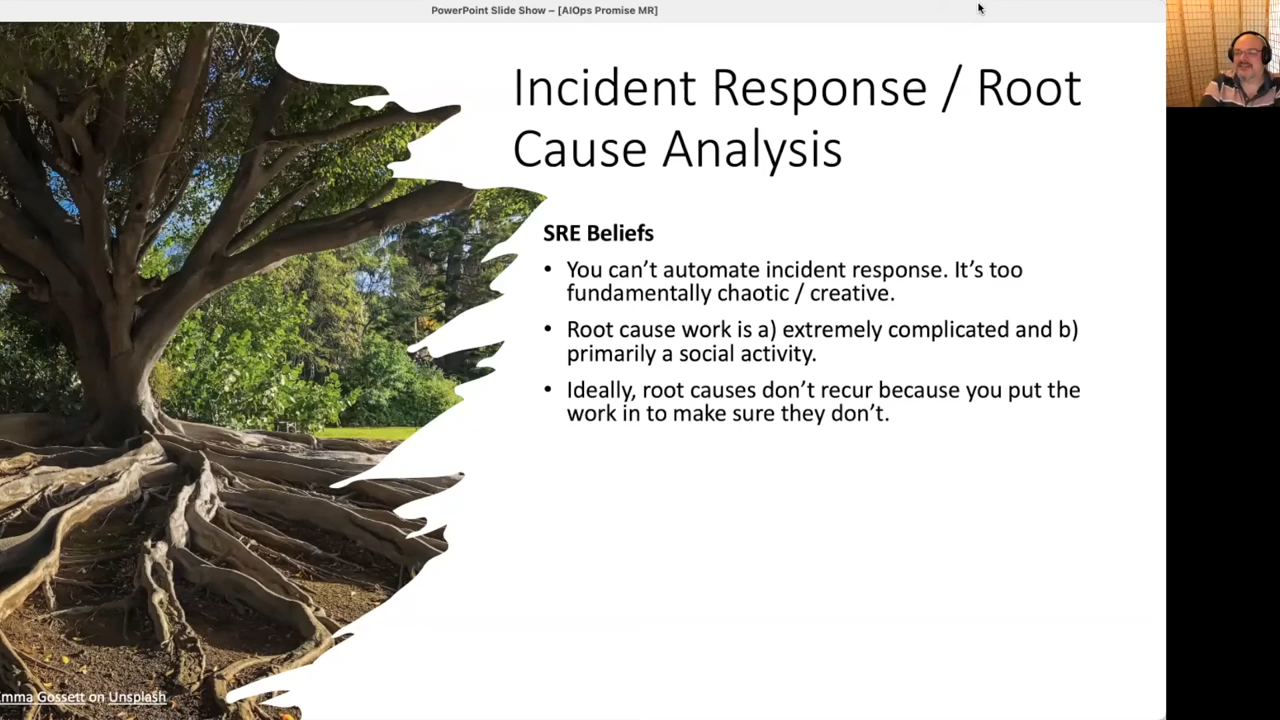 PowerPoint Slide Show – [AIOps Promise MR]
Incident Response / Root
Cause Analysis
SRE Beliefs
• You can’t automate incident response. It’s too
fundamentally chaotic / creative.
• Root cause work is a) extremely complicated and b)
primarily a social activity.
• Ideally, root causes don’t recur because you put the
work in to make sure they don’t.
mma Gossett on Unsplash